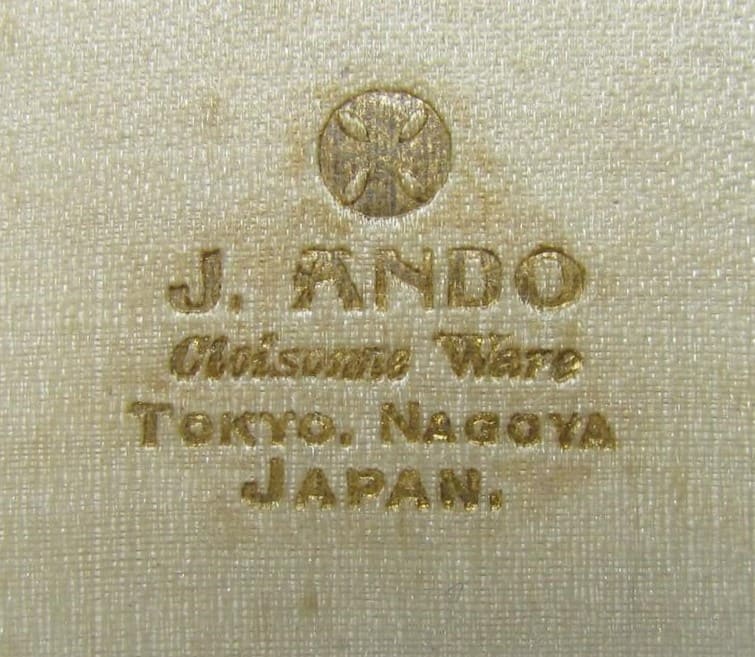 J. ANDO
Cloisonne Ware
TOKYO. NAGOYA
JAPAN.